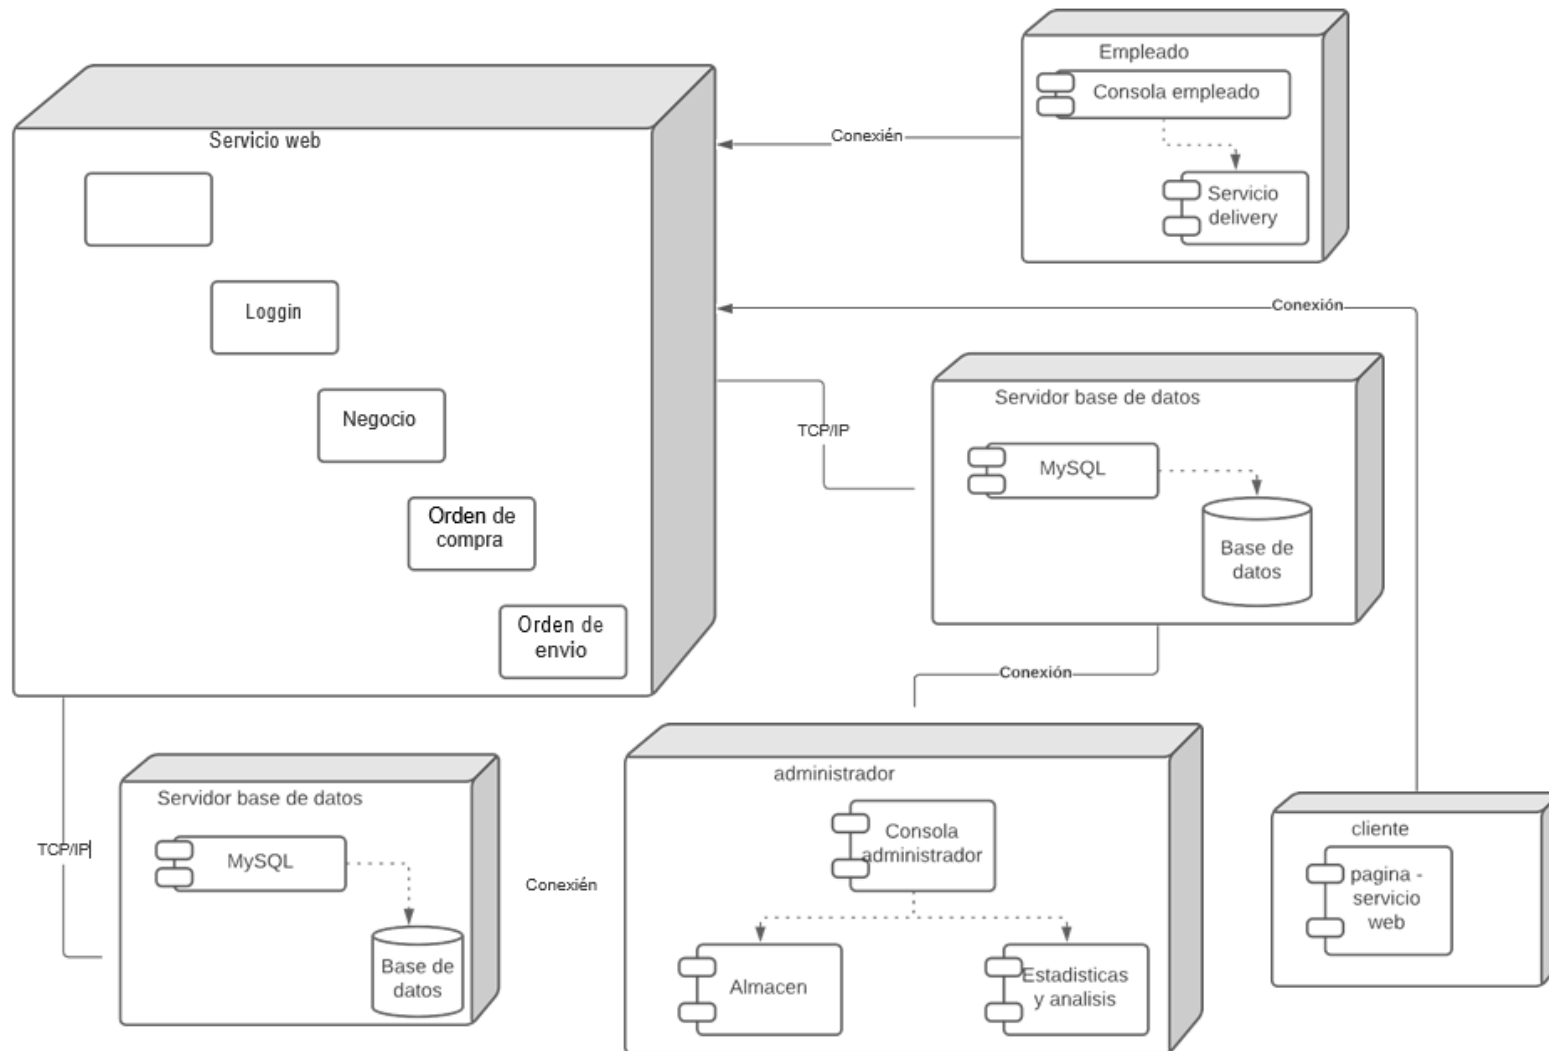 Empleado
Consola empleado
Servicio
delivery
Conexién
Servicio web
Loggin
Negocio
Orden de
compra
Orden de
envio
Conexión
Servidor base de datos
TCP/IP
MySQL
Base de
datos
Conexión
administrador
Consola
administrador
Almacen
Estadisticas
y analisis
cliente
pagina -
servicio
web
Servidor base de datos
TCP/IP
MySQL
Base de
datos
Conexién